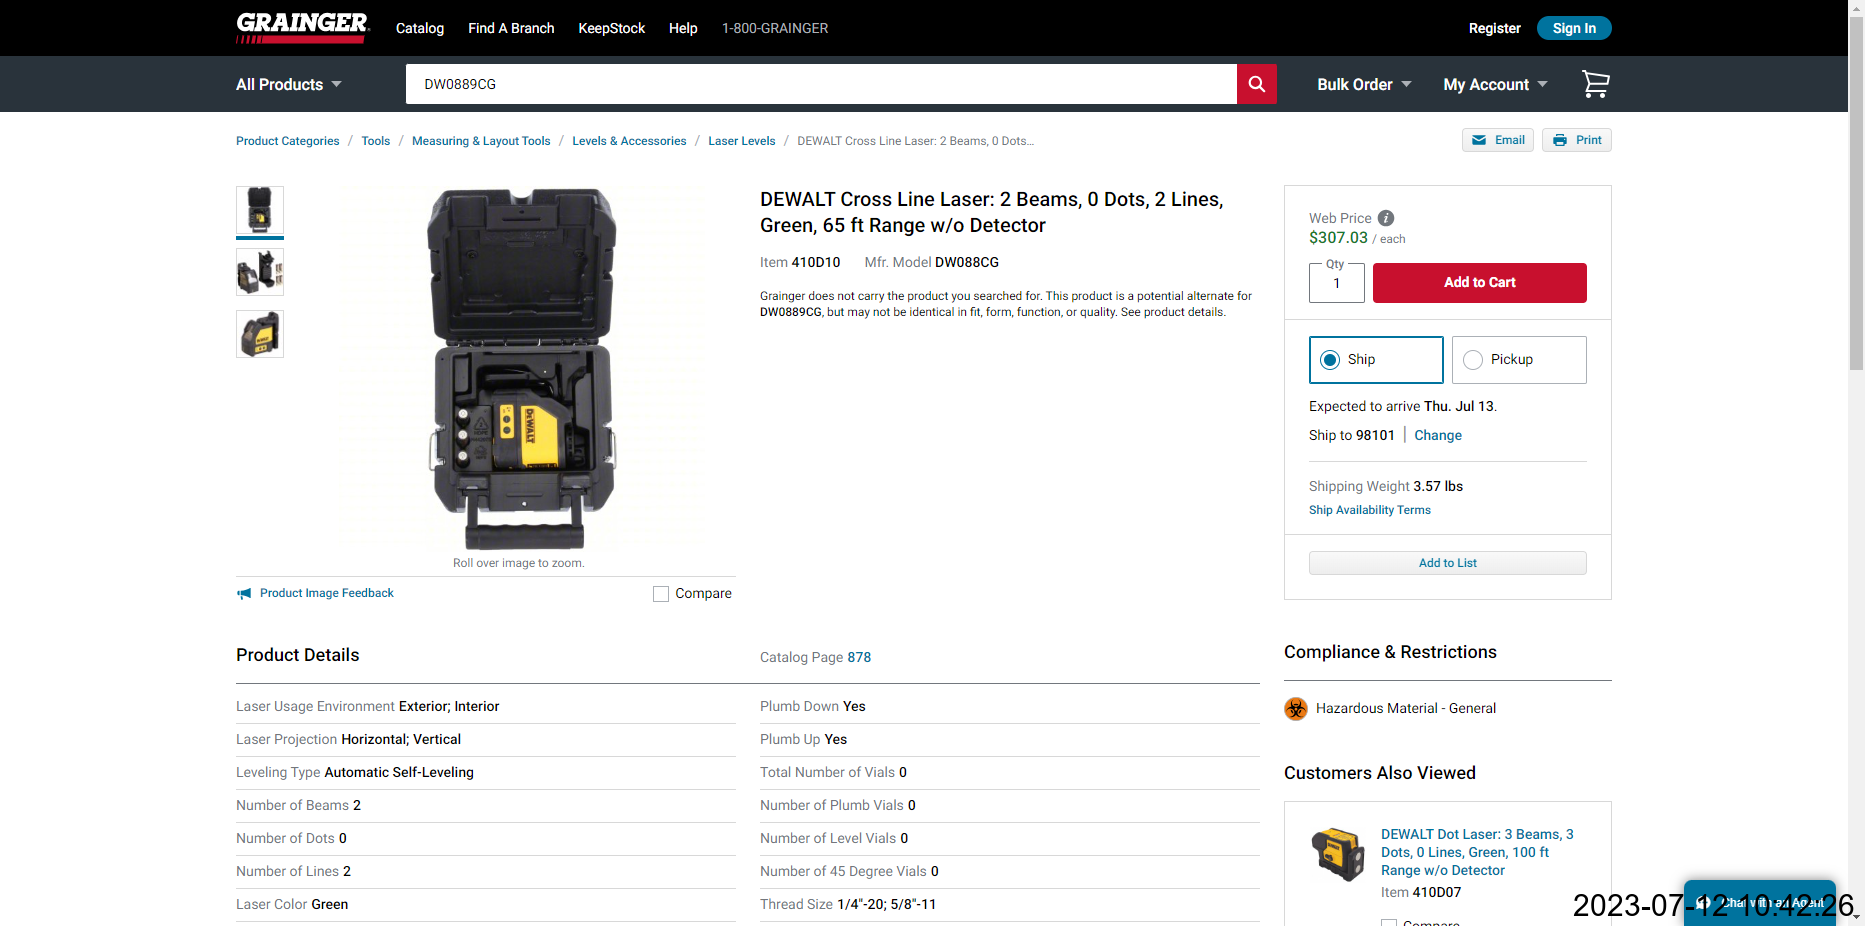 GRAINGER
Catalog
Find A Branch
KeepStock
Help
1-800-GRAINGER
Register
Sign In
All Products
DW0889CG
Bulk Order
My Account
Product Categories / Tools / Measuring & Layout Tools / Levels & Accessories / Laser Levels / DEWALT Cross Line Laser: 2 Beams, 0 Dots...
Email
Print
DEWALT Cross Line Laser: 2 Beams, 0 Dots, 2 Lines,
Green, 65 ft Range w/o Detector
Item 410D10
Mfr. Model DW088CG
Grainger does not carry the product you searched for. This product is a potential alternate for
DW0889CG, but may not be identical in fit, form, function, or quality. See product details.
DEWALT
Roll over image to zoom.
Product Image Feedback
Compare
Web Price
$307.03 / each
Qty
1
Add to Cart
Ship
Pickup
Expected to arrive Thu. Jul 13.
Ship to 98101 | Change
Shipping Weight 3.57 lbs
Ship Availability Terms
Add to List
Product Details
Catalog Page 878
Laser Usage Environment Exterior; Interior
Laser Projection Horizontal; Vertical
Leveling Type Automatic Self-Leveling
Number of Beams 2
Number of Dots 0
Number of Lines 2
Laser Color Green
Plumb Down Yes
Plumb Up Yes
Total Number of Vials 0
Number of Plumb Vials 0
Number of Level Vials 0
Number of 45 Degree Vials 0
Thread Size 1/4"-20; 5/8"-11
Compliance & Restrictions
Hazardous Material - General
Customers Also Viewed
DEWALT Dot Laser: 3 Beams, 3
Dots, 0 Lines, Green, 100 ft
Range w/o Detector
Item 410D07
Compare
Chat with an Agent
2023-07-12 10:42:26